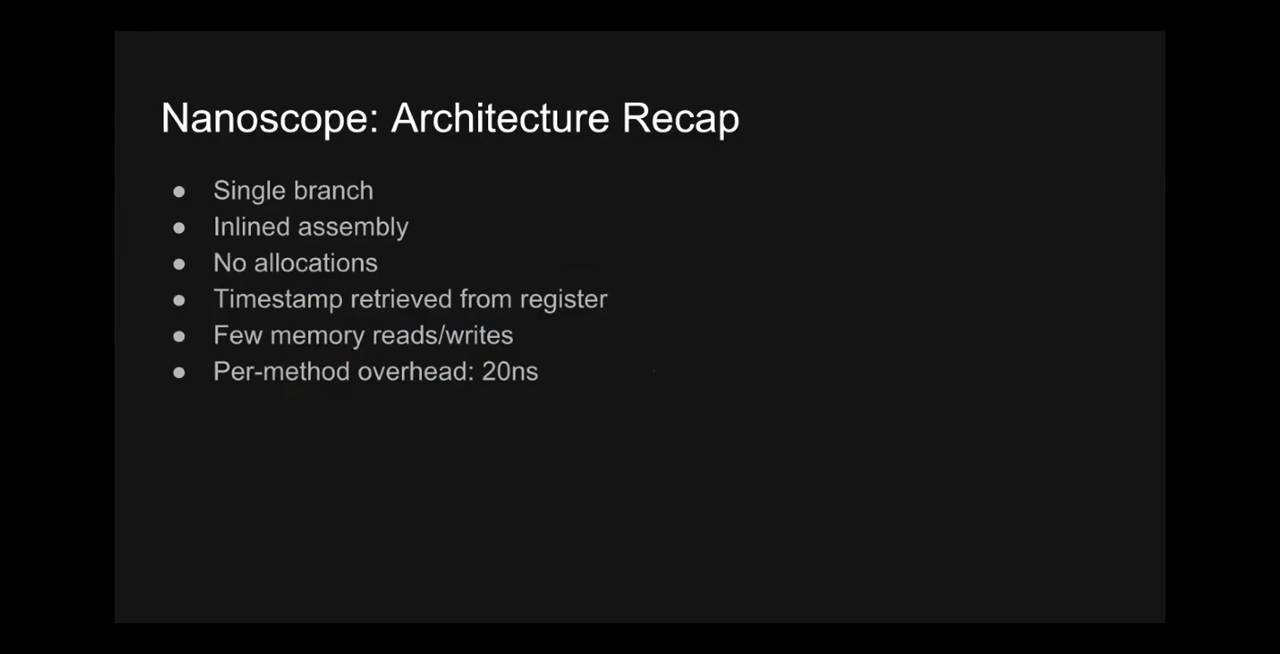 Nanoscope: Architecture Recap
● Single branch
● Inlined assembly
● No allocations
● Timestamp retrieved from register
● Few memory reads/writes
● Per-method overhead: 20ns